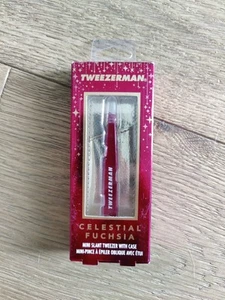 TWEEZERMAN®
TWEEZERMAN
CELESTIAL
FUCHSIA
MINI SLANT TWEEZER WITH CASE
MINI-PINCE À ÉPILER OBLIQUE AVEC ÉTUI